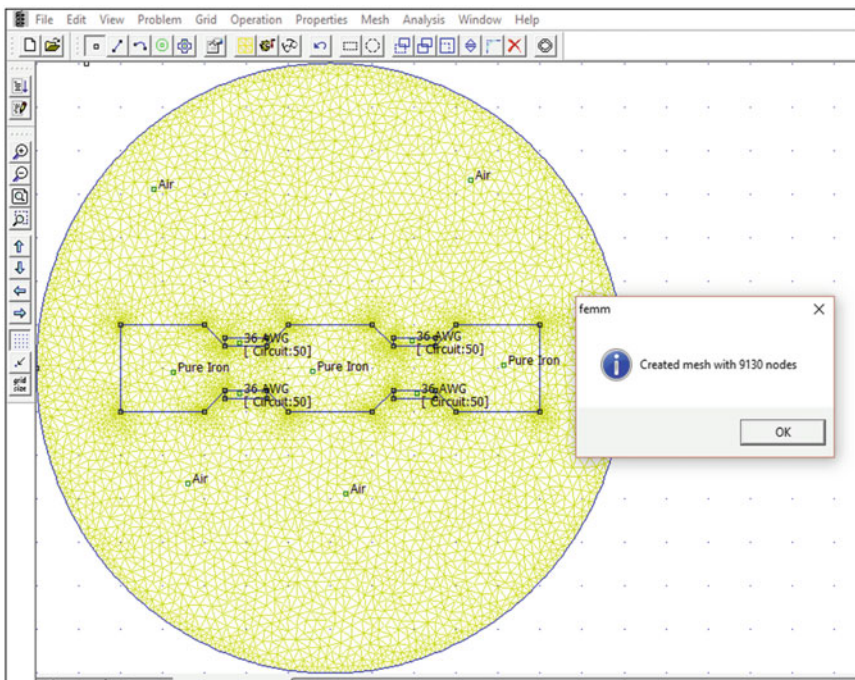 File Edit View Problem Grid Operation Properties Mesh Analysis Window Help
grid size
Air
Air
36 AWG
[ Circuit:50]
36 AWG
[ Circuit:50]
Pure Iron
Pure Iron
Pure Iron
36 AWG
[ Circuit:50]
36 AWG
[ Circuit:50]
Air
Air
femm
Created mesh with 9130 nodes
OK